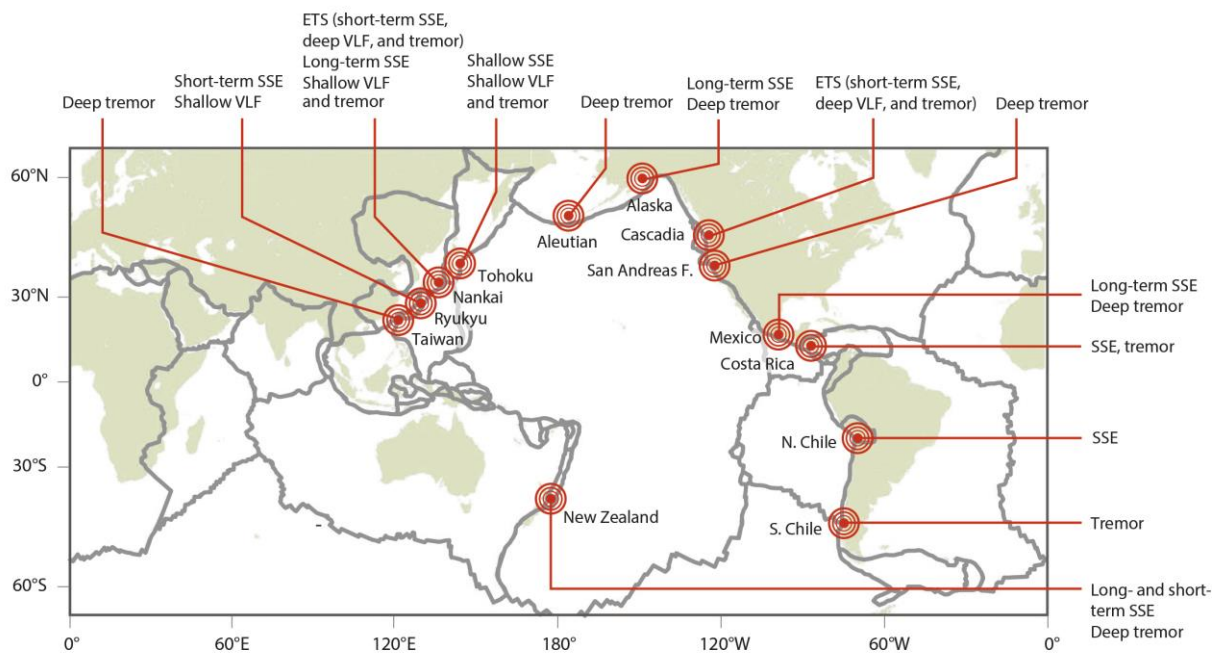 ETS (short-term SSE,
deep VLF, and tremor)
Long-term SSE
Shallow VLF
and tremor
Shallow SSE
Shallow VLF
and tremor
Short-term SSE
Shallow VLF
Deep tremor
Deep tremor
Long-term SSE
Deep tremor
ETS (short-term SSE,
deep VLF, and tremor)
Deep tremor
60°N
30°N
0°
30°S
60°S
Alaska
Aleutian
Cascadia
San Andreas F.
Tohoku
Nankai
Ryukyu
Taiwan
Mexico
Costa Rica
N. Chile
New Zealand
S. Chile
Long-term SSE
Deep tremor
SSE, tremor
SSE
Tremor
Long- and short-
term SSE
Deep tremor
0°
60°E
120°E
180°
120°W
60°W
0°